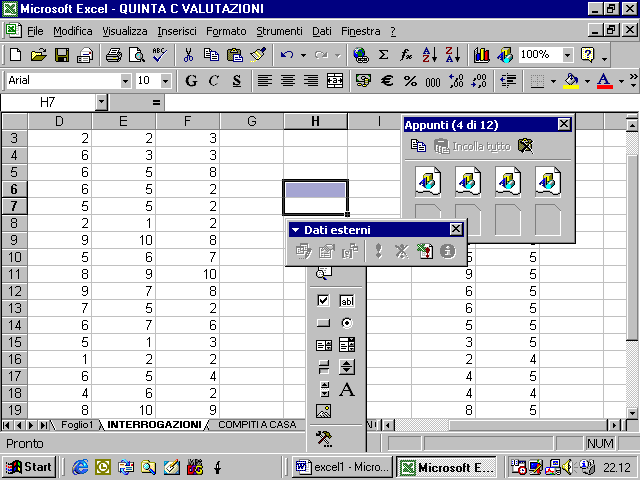 Microsoft Excel - QUINTA C VALUTAZIONI
File Modifica Visualizza Inserisci Formato Strumenti Dati Finestra ?
100%
Arial 10 G C S € % 000
H7 =
D E F G H I
Appunti (4 di 12)
Incolla tutto
3 2 2 3
4 6 3 3
5 6 5 8
6 6 5 2
7 5 5 2
8 2 1 2
Dati esterni
9 9 10 8
10 5 6 7 5 5
11 8 9 10 9 5
12 9 7 8 6 5
13 7 5 2 6 5
14 6 7 6 5 5
15 5 1 3 3 5
16 1 2 2 2 4
17 6 5 4 4 5
18 4 6 2 4 4
19 8 10 9 8 5
Foglio1 INTERROGAZIONI COMPITI A CASA
Pronto NUM
Start excel1 - Micro... Microsoft E... 22.12